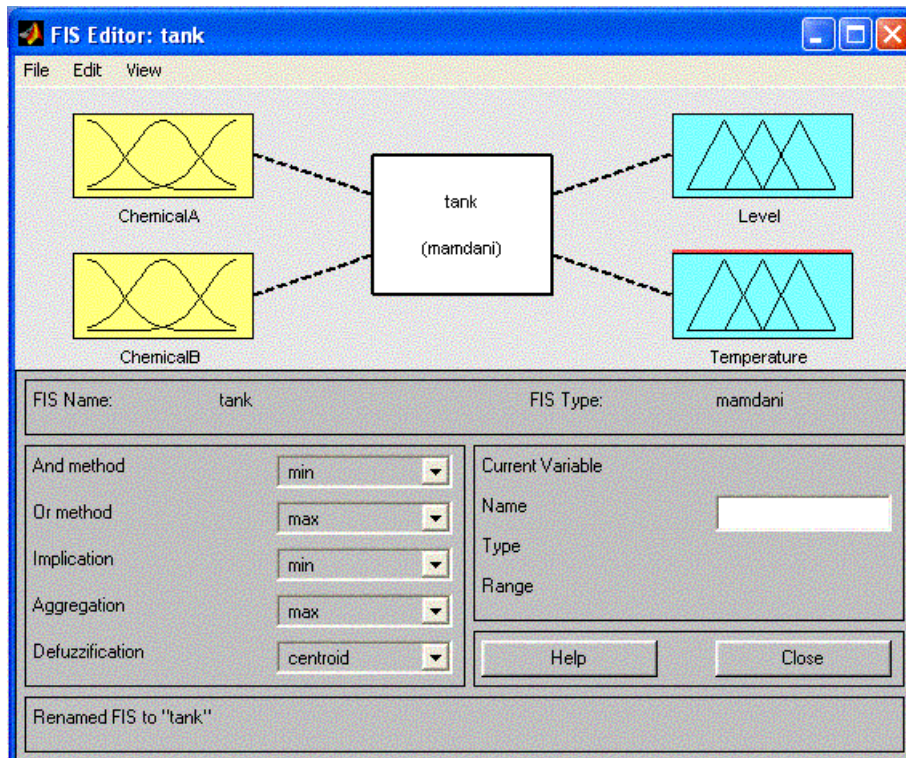 FIS Editor: tank
File Edit View
ChemicalA
ChemicalB
tank
(mamdani)
Level
Temperature
FIS Name: tank FIS Type: mamdani
And method min
Or method max
Implication min
Aggregation max
Defuzzification centroid
Current Variable
Name
Type
Range
Help Close
Renamed FIS to "tank"